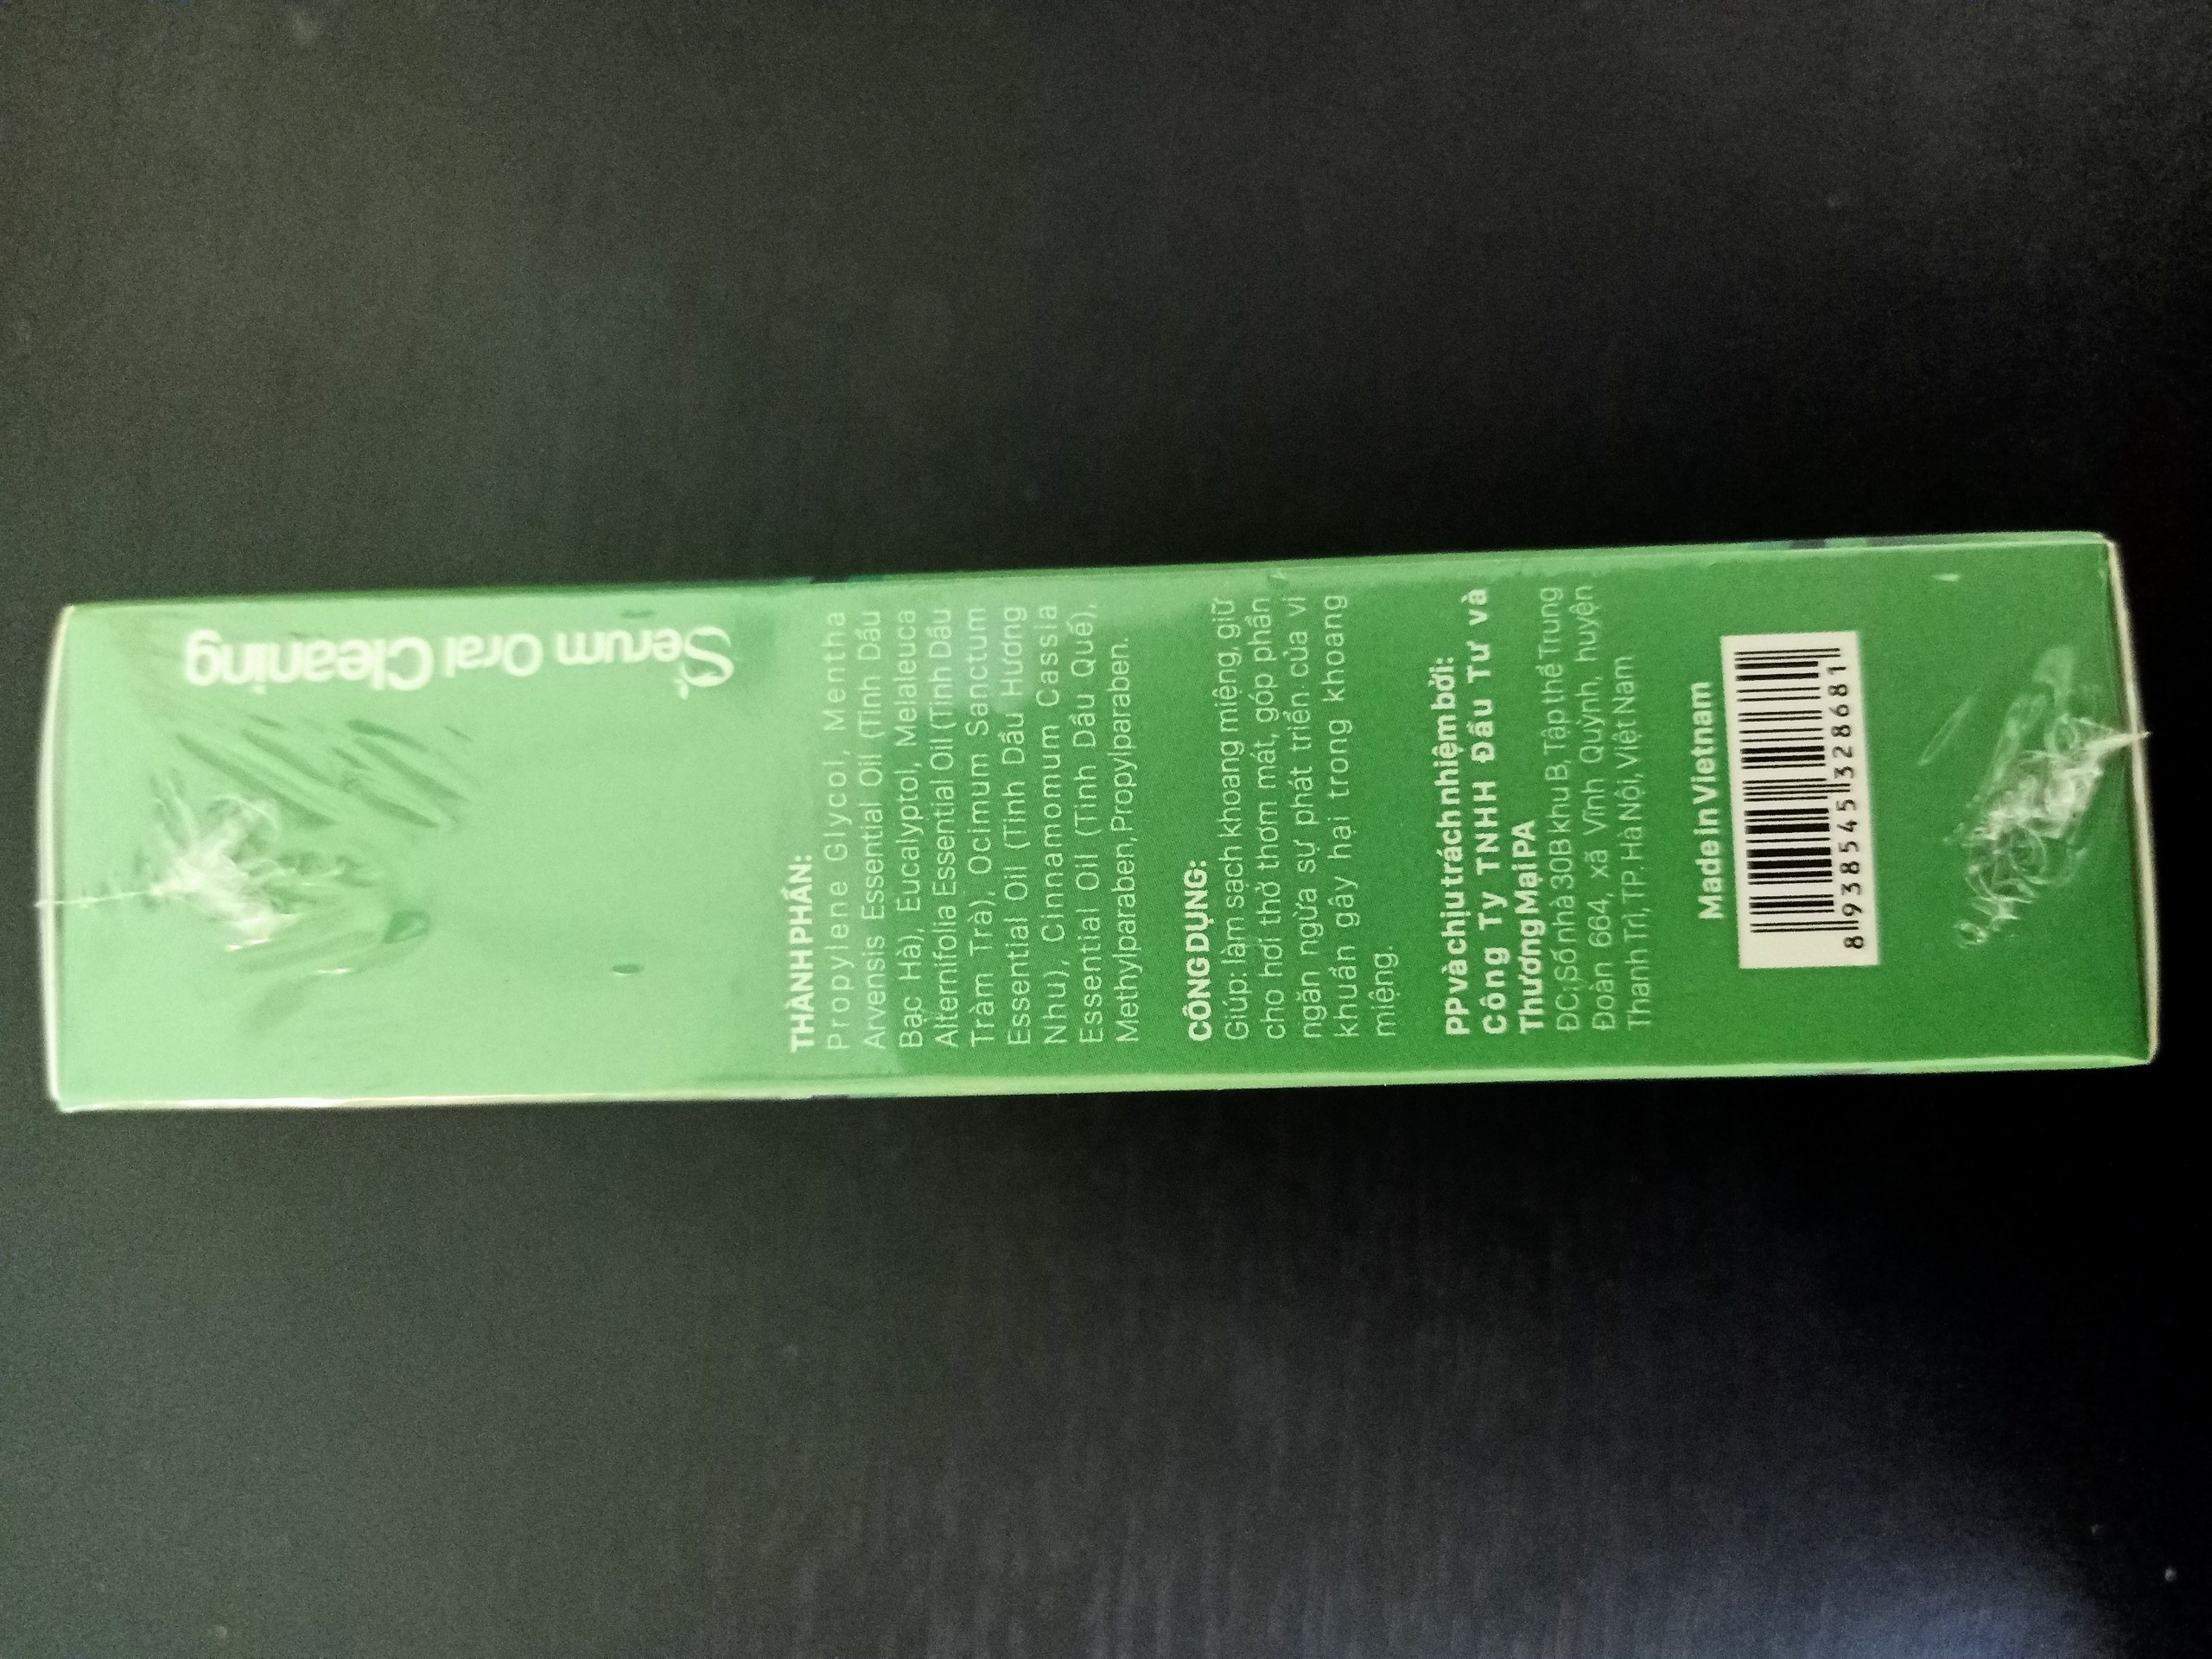 Serum Oral Cleaning
THÀNH PHẦN:
Propylene Glycol, Mentha
Arvensis Essential Oil (Tinh Dầu
Bạc Hà), Eucalyptol, Melaleuca
Alternifolia Essential Oil (Tinh Dầu
Tràm Trà), Ocimum Sanctum
Essential Oil (Tinh Dầu Hương
Nhu), Cinnamomum Cassia
Essential Oil (Tinh Dầu Quế),
Methylparaben, Propylparaben.
CÔNG DỤNG:
Giúp: làm sạch khoang miệng, giữ
cho hơi thở thơm mát, góp phần
ngăn ngừa sự phát triển của vi
khuẩn gây hại trong khoang
miệng.
PP và chịu trách nhiệm bởi:
Công Ty TNHH Đầu Tư và
Thương Mại PA
ĐC: Số nhà 30B khu B, Tập thể Trung
Đoàn 664, xã Vĩnh Quỳnh, huyện
Thanh Trì, TP. Hà Nội, Việt Nam
Made in Vietnam
8 938545 328681